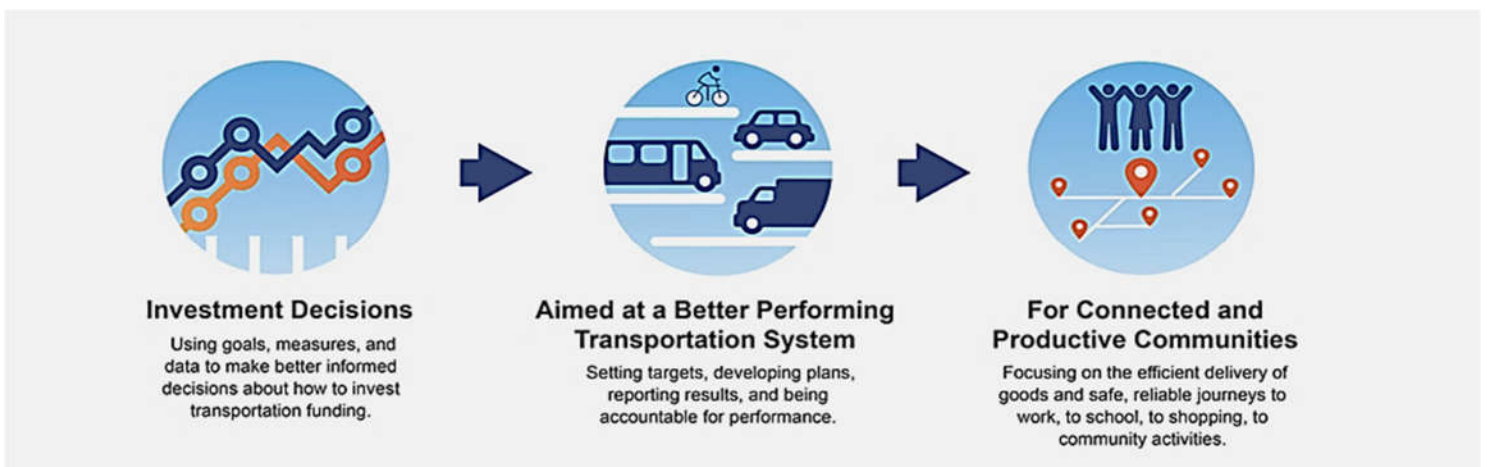 Investment Decisions
Using goals, measures, and
data to make better informed
decisions about how to invest
transportation funding.
Aimed at a Better Performing
Transportation System
Setting targets, developing plans,
reporting results, and being
accountable for performance.
For Connected and
Productive Communities
Focusing on the efficient delivery of
goods and safe, reliable journeys to
work, to school, to shopping, to
community activities.